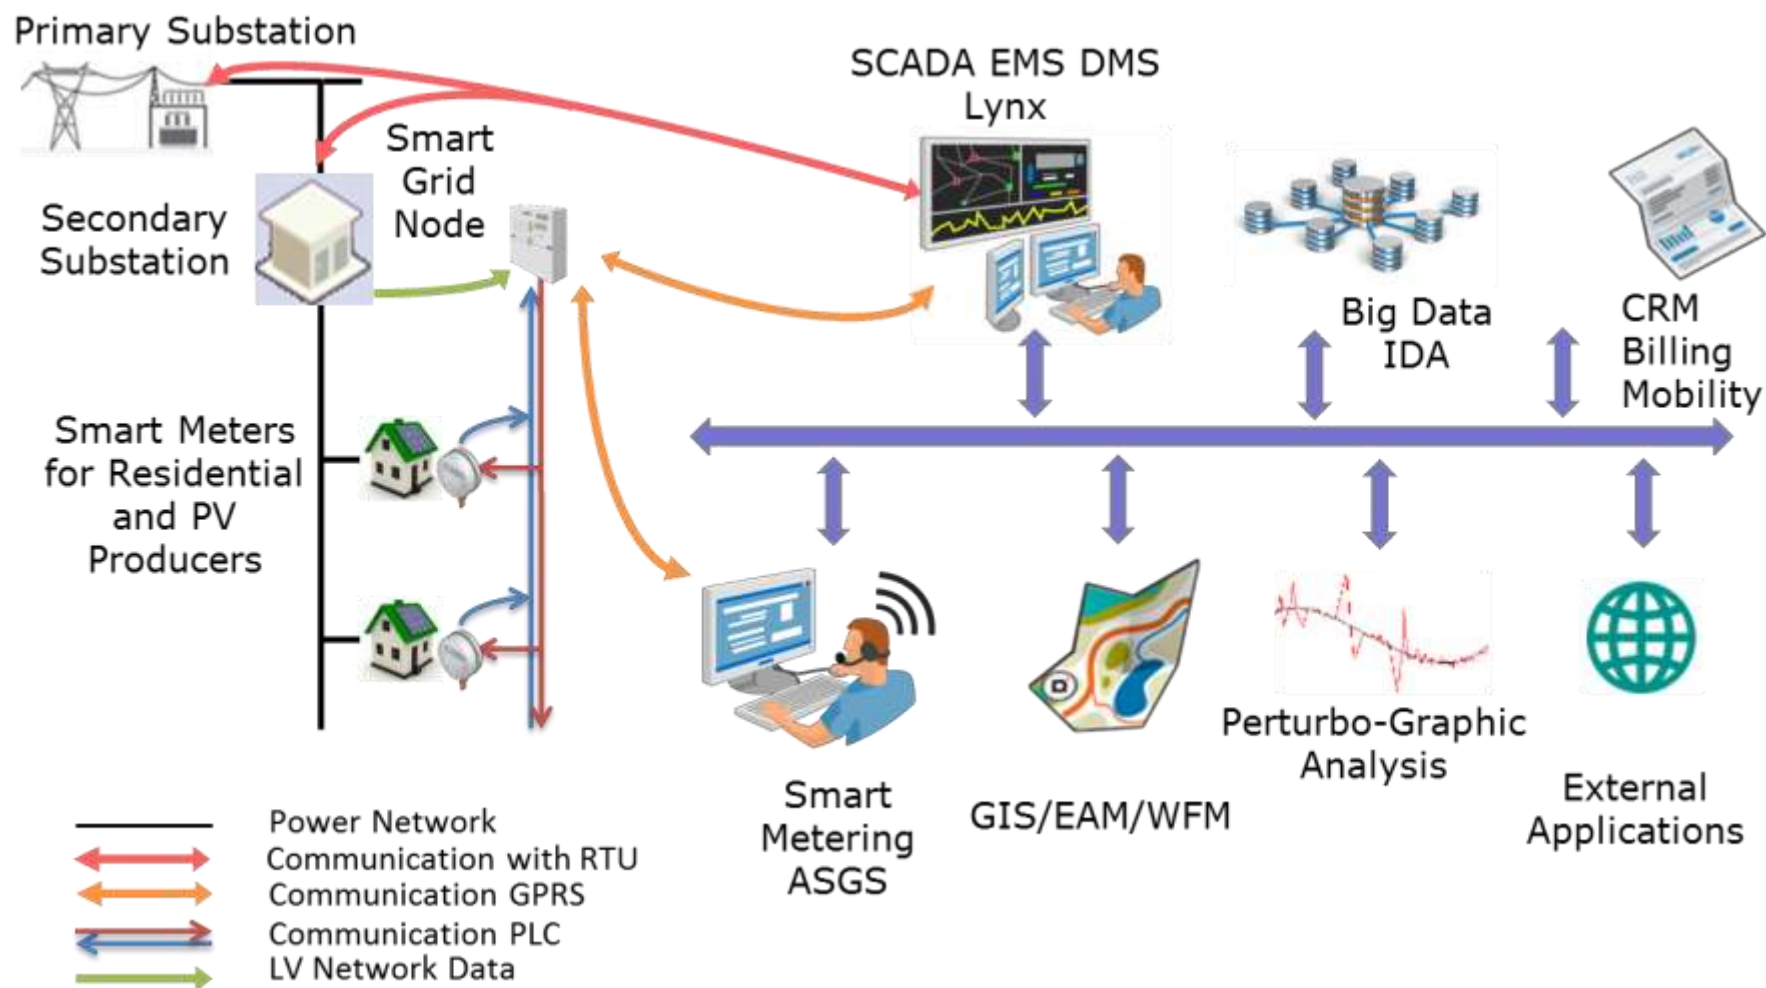 Primary Substation
SCADA EMS DMS
Lynx
Smart
Grid
Node
Secondary
Substation
Big Data
IDA
CRM
Billing
Mobility
Smart Meters
for Residential
and PV
Producers
Perturbo-Graphic
Analysis
Smart
Metering
ASGS
GIS/EAM/WFM
External
Applications
Power Network
Communication with RTU
Communication GPRS
Communication PLC
LV Network Data